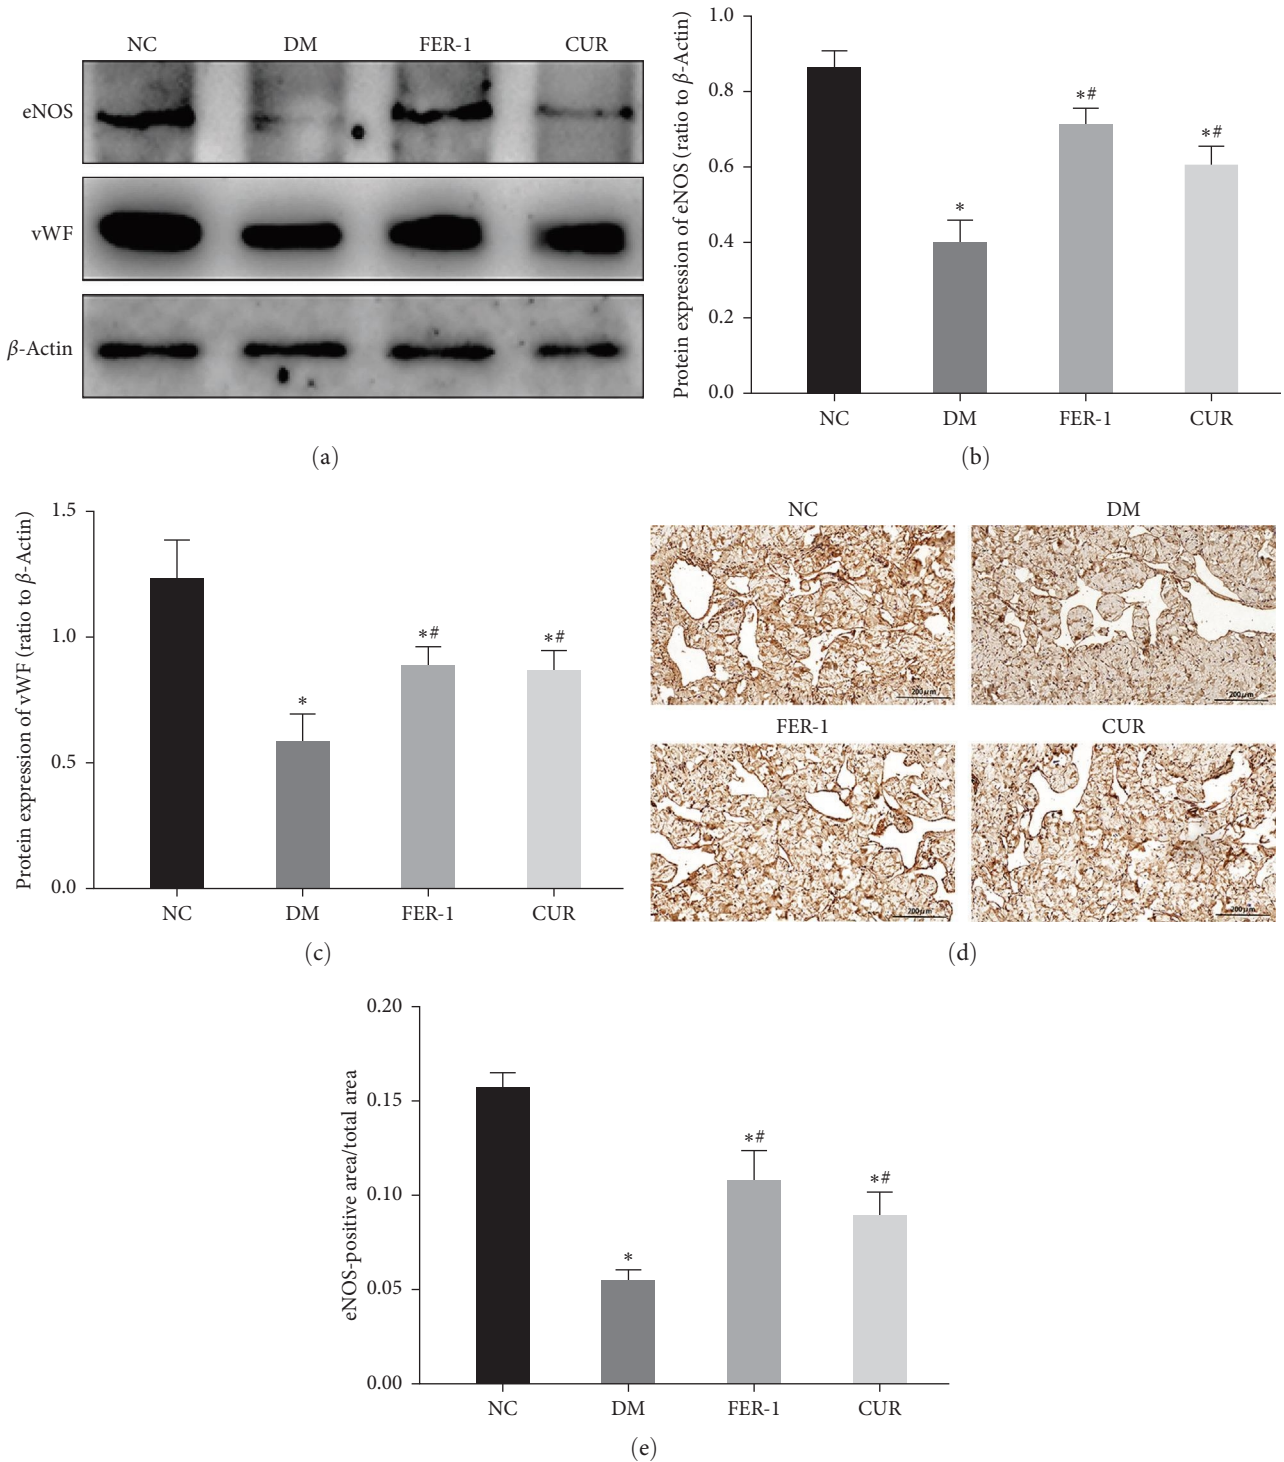 NC DM FER-1 CUR
eNOS
vWF
β-Actin
(a)
Protein expression of eNOS (ratio to β-Actin)
1.0
0.8
0.6
0.4
0.2
0.0
*
*#
*#
NC DM FER-1 CUR
(b)
Protein expression of vWF (ratio to β-Actin)
1.5
1.0
0.5
0.0
*
*#
*#
NC DM FER-1 CUR
(c)
NC DM
200μm 200μm
FER-1 CUR
200μm 200μm
(d)
eNOS-positive area/total area
0.20
0.15
0.10
0.05
0.00
*
*#
*#
NC DM FER-1 CUR
(e)